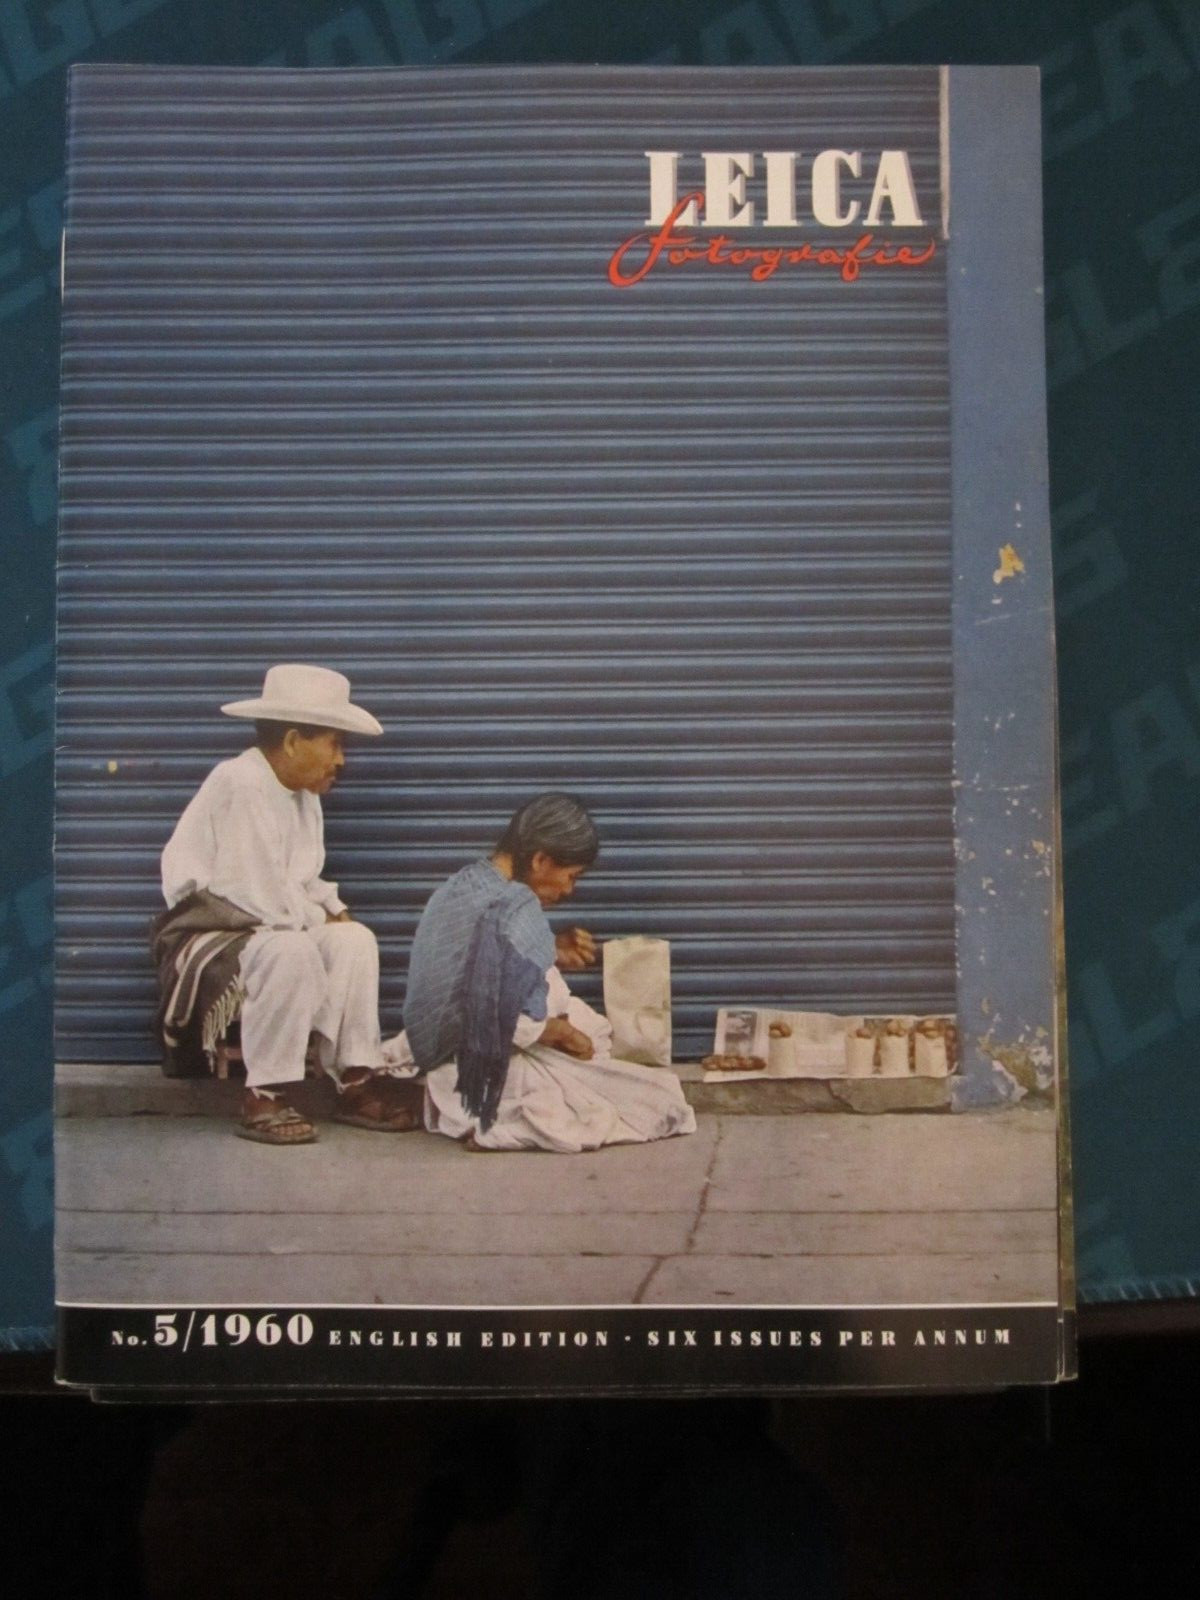 LEICA
fotografie
No. 5/1960 ENGLISH EDITION · SIX ISSUES PER ANNUM